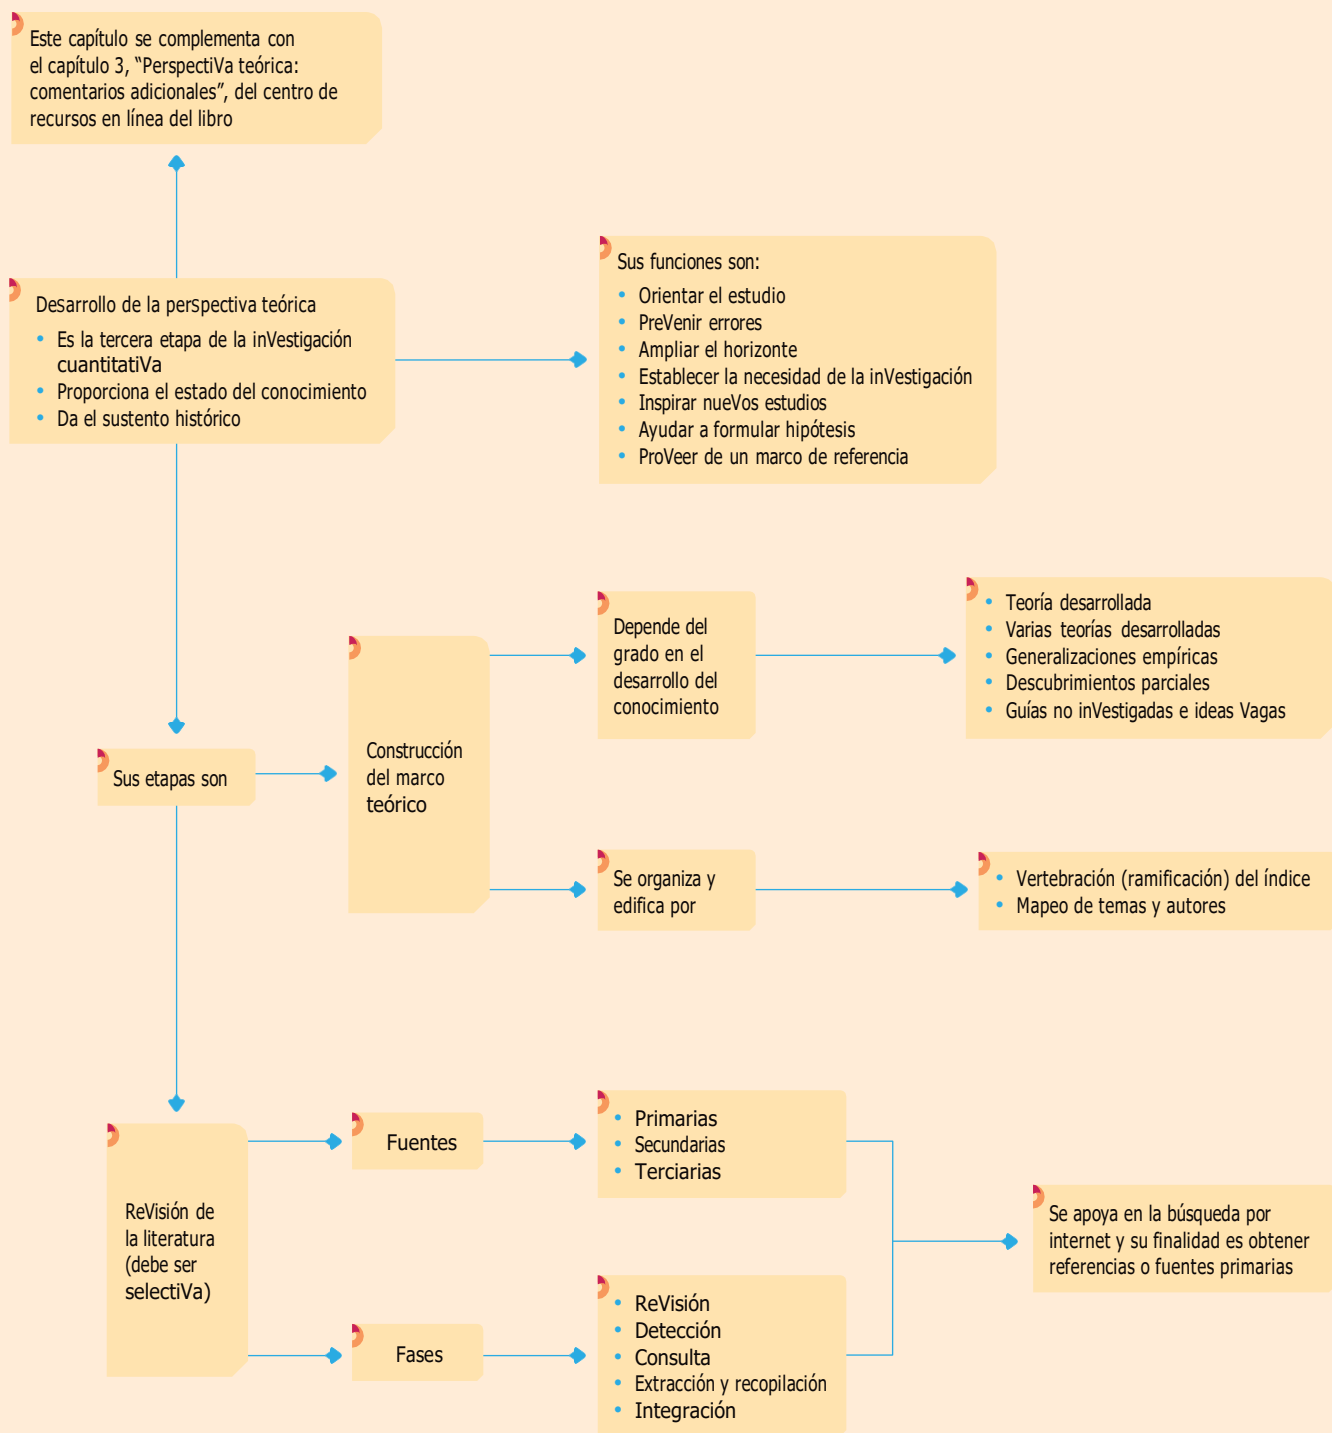 Este capítulo se complementa con
el capítulo 3, “PerspectiVa teórica:
comentarios adicionales”, del centro de
recursos en línea del libro
Desarrollo de la perspectiva teórica
• Es la tercera etapa de la inVestigación
cuantitatiVa
• Proporciona el estado del conocimiento
• Da el sustento histórico
Sus funciones son:
• Orientar el estudio
• PreVenir errores
• Ampliar el horizonte
• Establecer la necesidad de la inVestigación
• Inspirar nueVos estudios
• Ayudar a formular hipótesis
• ProVeer de un marco de referencia
Sus etapas son
Construcción
del marco
teórico
Depende del
grado en el
desarrollo del
conocimiento
• Teoría desarrollada
• Varias teorías desarrolladas
• Generalizaciones empíricas
• Descubrimientos parciales
• Guías no inVestigadas e ideas Vagas
Se organiza y
edifica por
• Vertebración (ramificación) del índice
• Mapeo de temas y autores
ReVisión de
la literatura
(debe ser
selectiVa)
Fuentes
• Primarias
• Secundarias
• Terciarias
Fases
• ReVisión
• Detección
• Consulta
• Extracción y recopilación
• Integración
Se apoya en la búsqueda por
internet y su finalidad es obtener
referencias o fuentes primarias